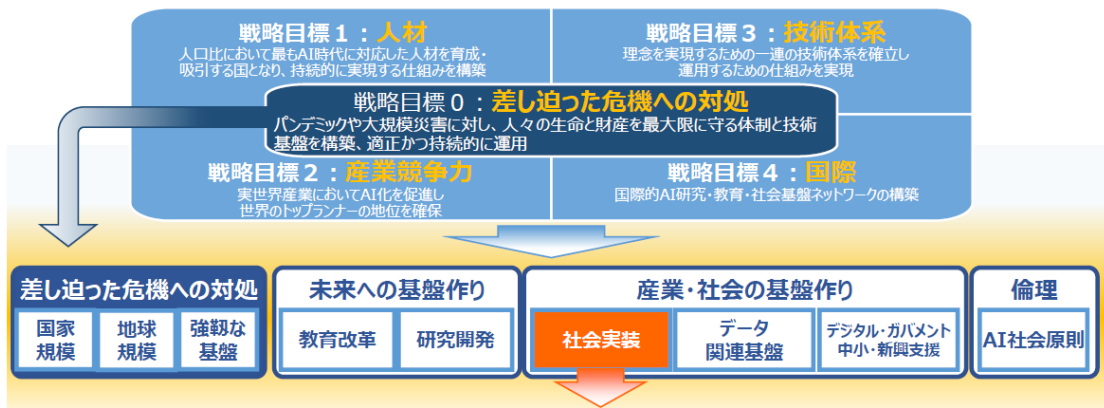 戦略目標１：人材
人口比において最もAI時代に対応した人材を育成・
吸引する国となり、持続的に実現する仕組みを構築
戦略目標３：技術体系
理念を実現するための一連の技術体系を確立し
運用するための仕組みを実現
戦略目標０：差し迫った危機への対処
パンデミックや大規模災害に対し、人々の生命と財産を最大限に守る体制と技術
基盤を構築、適正かつ持続的に運用
戦略目標２：産業競争力
実世界産業においてAI化を促進し
世界のトップランナーの地位を確保
戦略目標４：国際
国際的AI研究・教育・社会基盤ネットワークの構築
差し迫った危機への対処
国家
規模
地球
規模
強靱な
基盤
未来への基盤作り
教育改革
研究開発
産業・社会の基盤作り
社会実装
データ
関連基盤
デジタル・ガバメント
中小・新興支援
倫理
AI社会原則